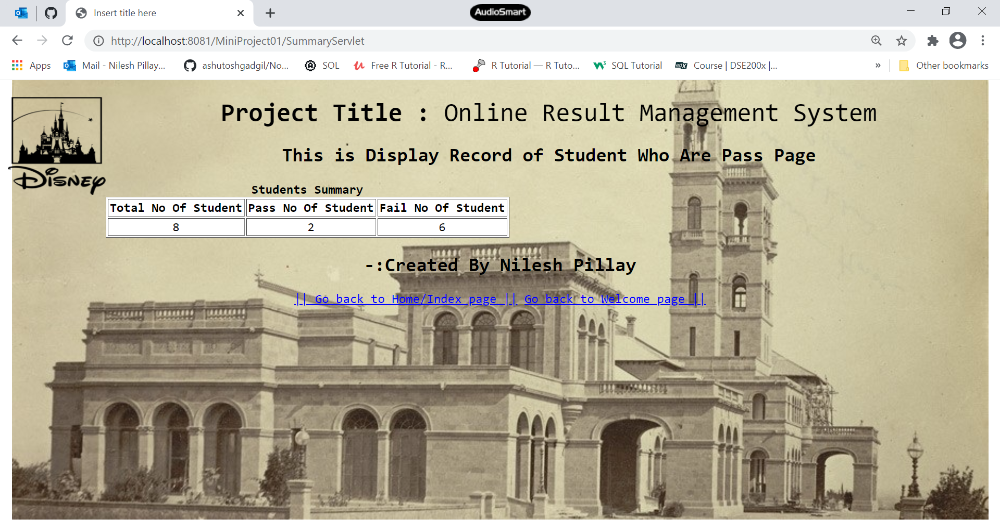 Insert title here
AudioSmart
http://localhost:8081/MiniProject01/SummaryServlet
Apps
Mail - Nilesh Pillay...
ashutoshgadgil/No...
SOL
Free R Tutorial - R...
R Tutorial — R Tuto...
SQL Tutorial
edX
Course | DSE200x |...
»
Other bookmarks
Project Title : Online Result Management System
This is Display Record of Student Who Are Pass Page
Disney
Students Summary
Total No Of Student Pass No Of Student Fail No Of Student
8 2 6
-:Created By Nilesh Pillay
|| Go back to Home/Index page || Go back to Welcome page ||